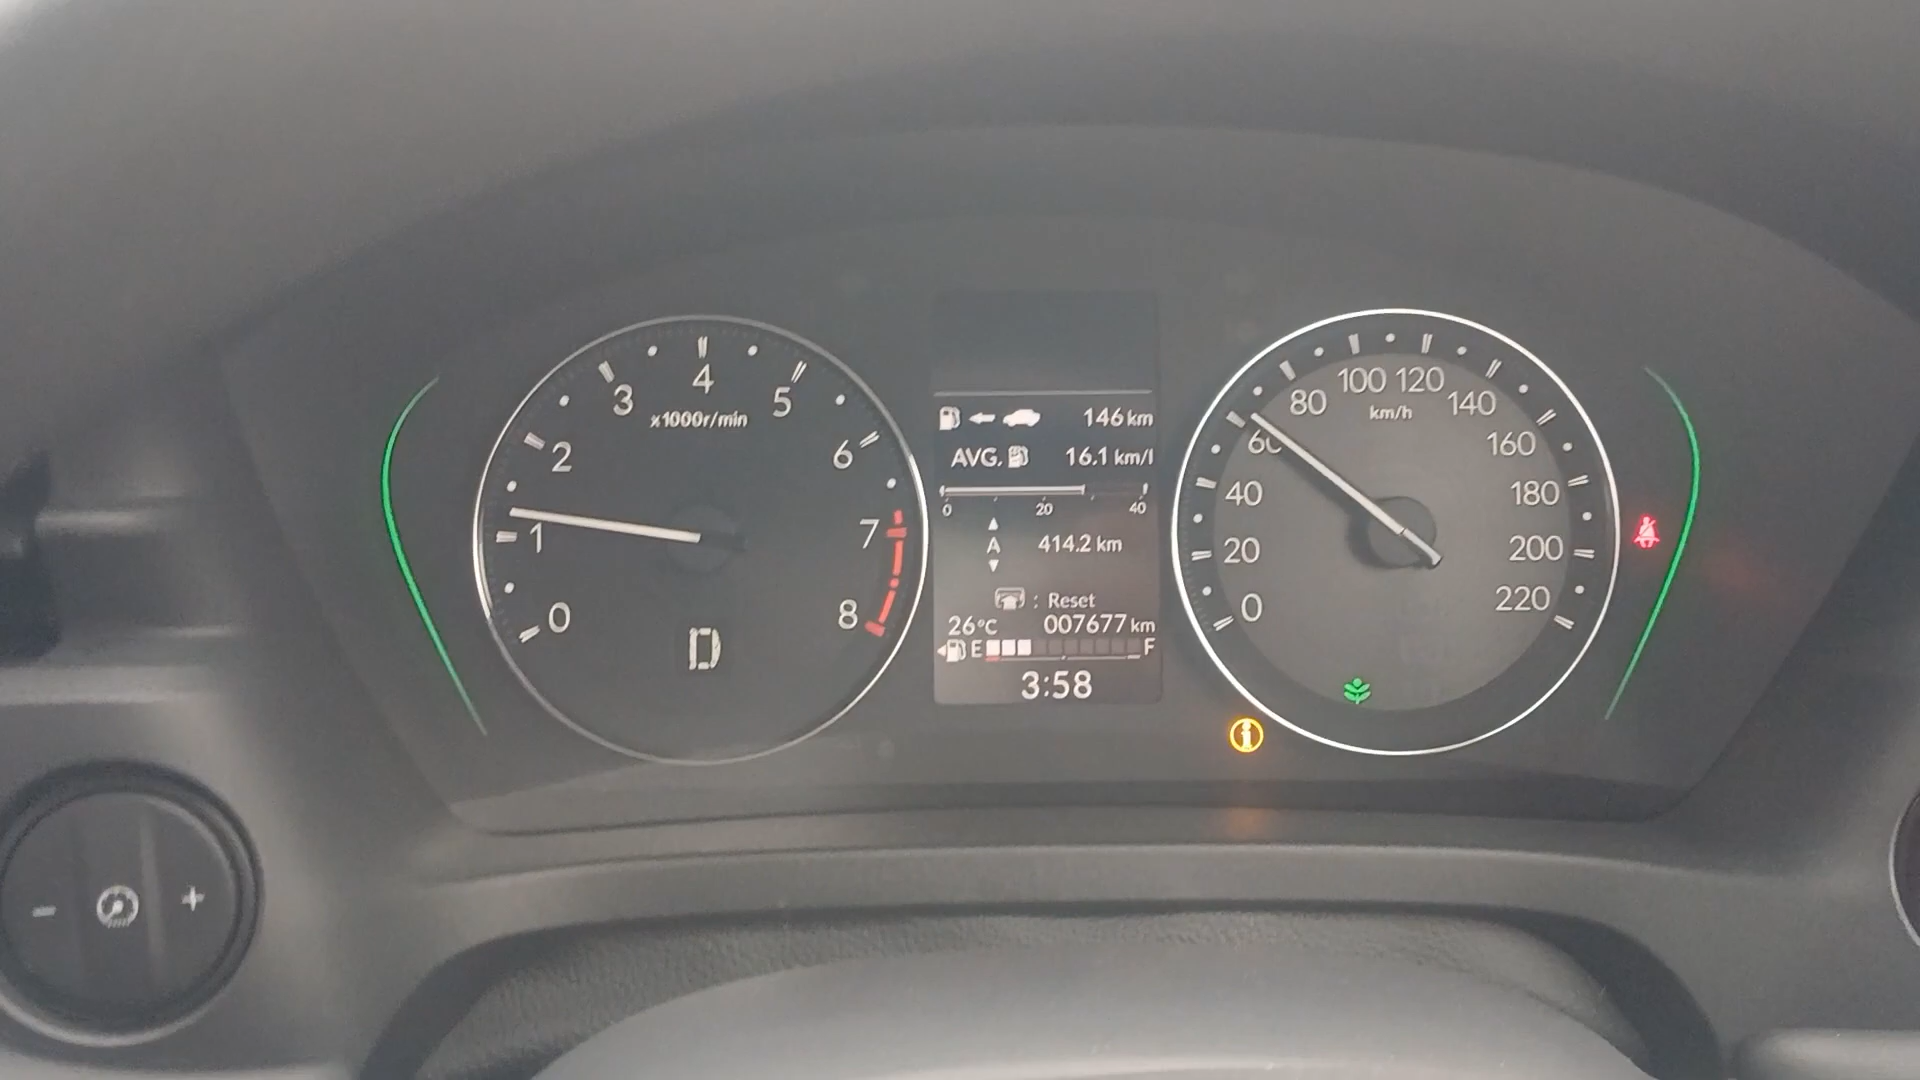 0
1
2
3
4
5
6
7
8
x1000r/min
D
146 km
AVG. 16.1 km/l
0 20 40
A 414.2 km
: Reset
26°C 007677 km
E F
3:58
0
20
40
60
80
100
120
140
160
180
200
220
km/h
i
- +